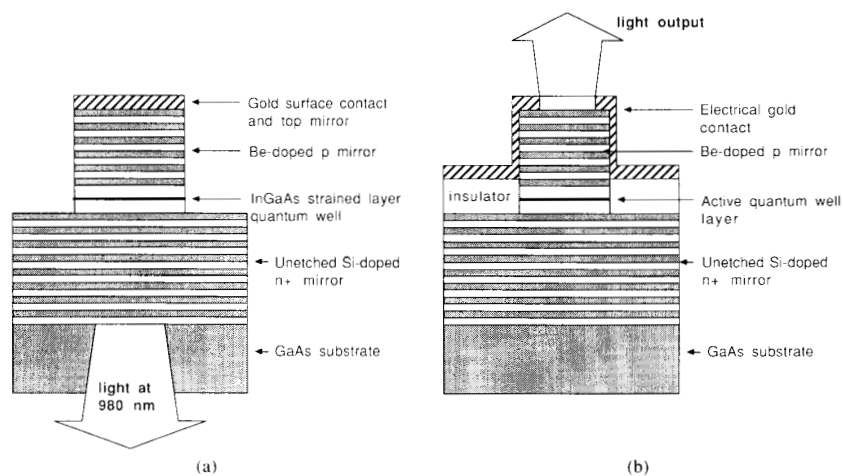 light output
Gold surface contact
and top mirror
Be-doped p mirror
InGaAs strained layer
quantum well
Unetched Si-doped
n+ mirror
GaAs substrate
light at
980 nm
(a)
Electrical gold
contact
Be-doped p mirror
insulator
Active quantum well
layer
Unetched Si-doped
n+ mirror
GaAs substrate
(b)